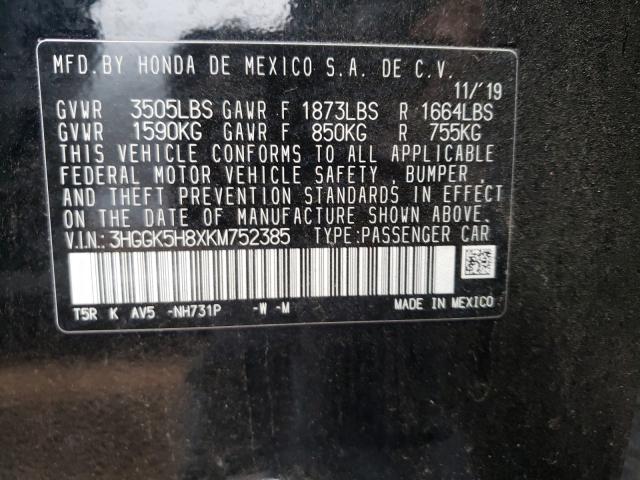 MFD. BY HONDA DE MEXICO S.A. DE C.V.
11/'19
GVWR 3505LBS GAWR F 1873LBS R 1664LBS
GVWR 1590KG GAWR F 850KG R 755KG
THIS VEHICLE CONFORMS TO ALL APPLICABLE
FEDERAL MOTOR VEHICLE SAFETY , BUMPER ,
AND THEFT PREVENTION STANDARDS IN EFFECT
ON THE DATE OF MANUFACTURE SHOWN ABOVE.
V.I.N.: 3HGGK5H8XKM752385 TYPE:PASSENGER CAR
T5R K AV5 -NH731P -W -M MADE IN MEXICO